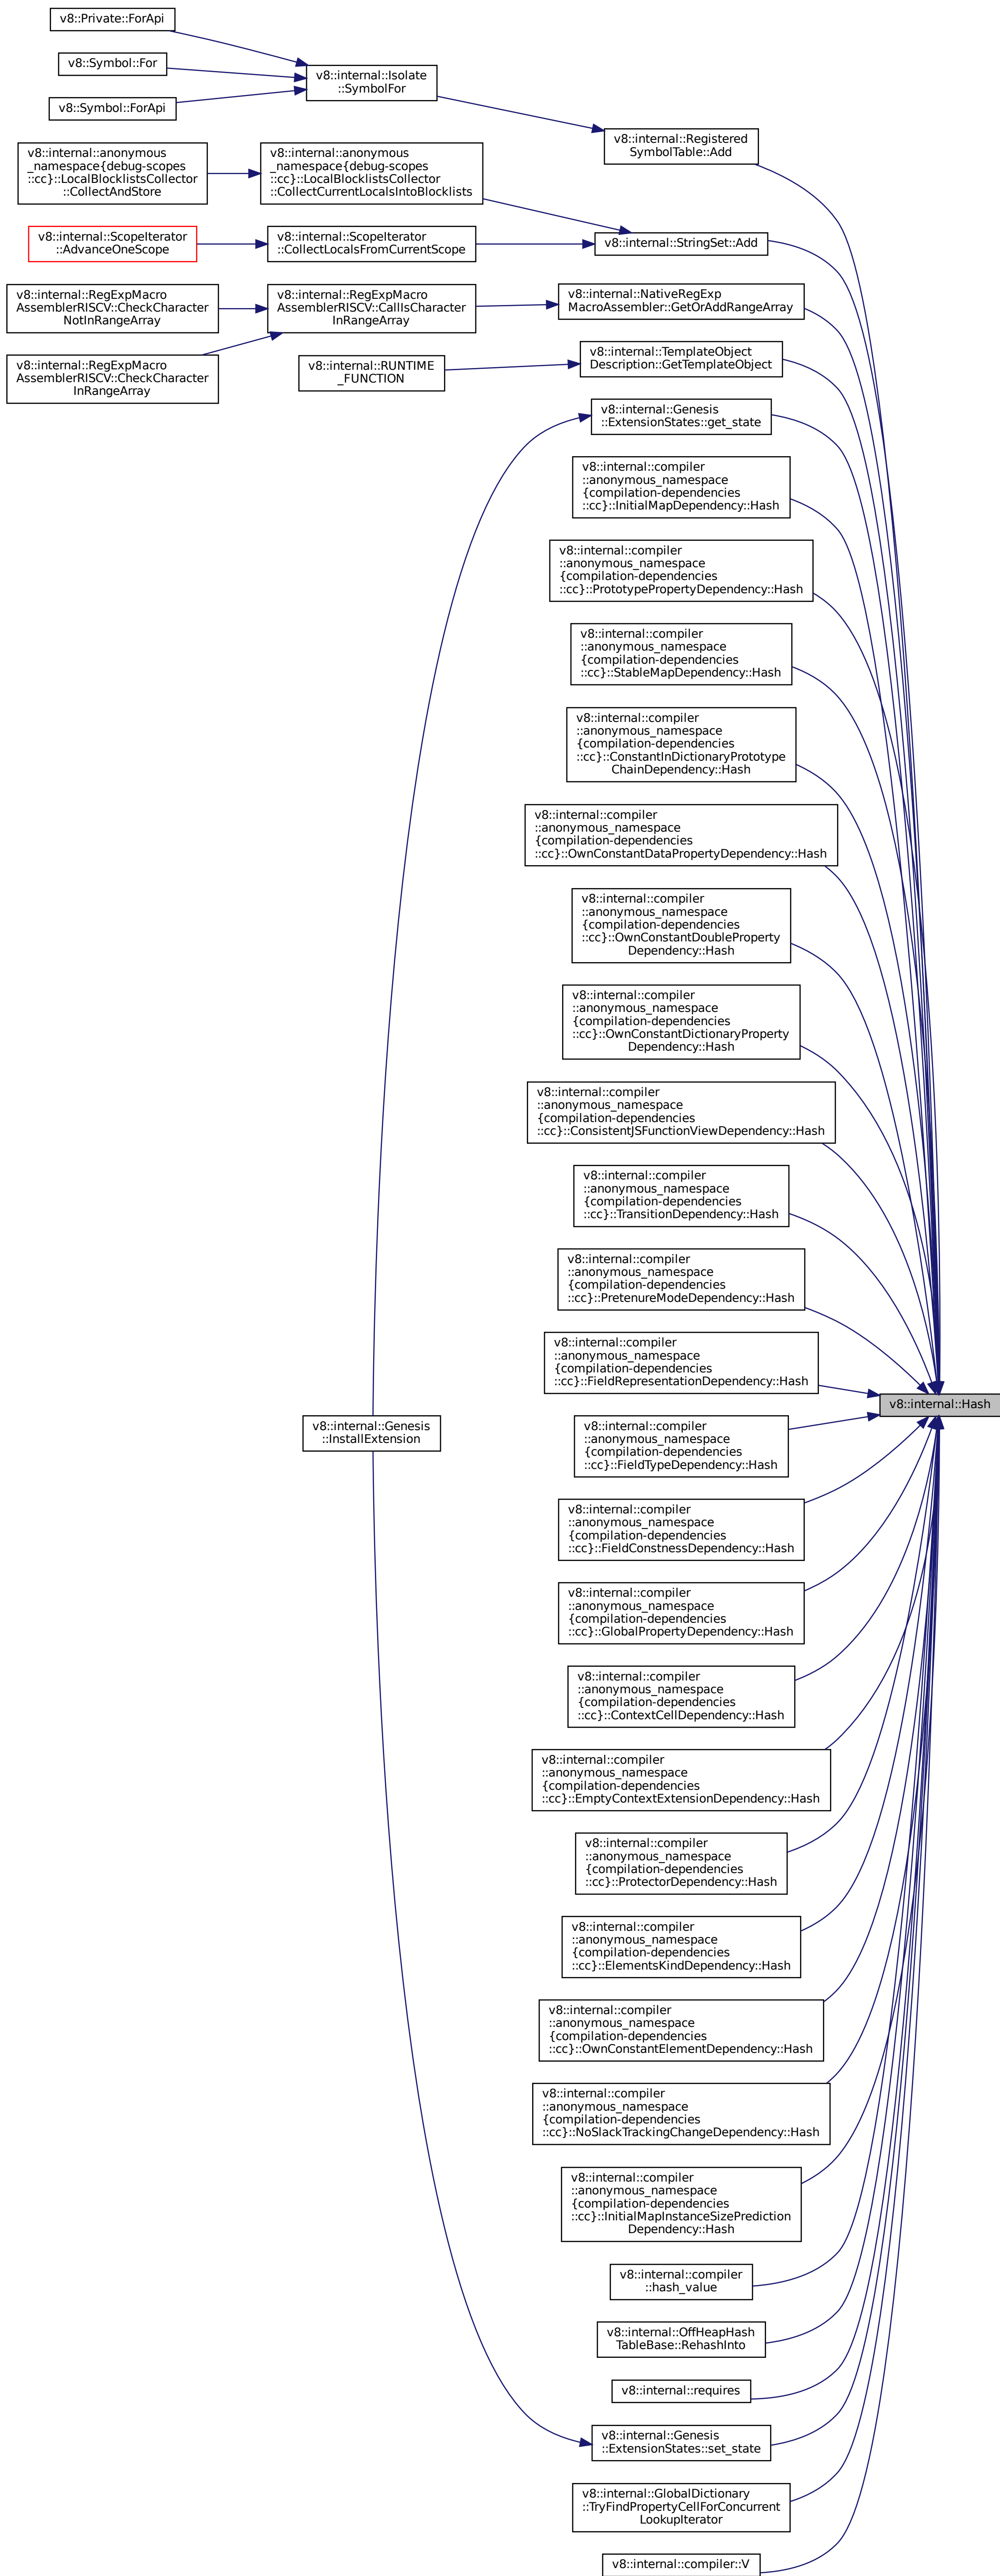 v8::Private::ForApi
v8::Symbol::For
v8::Symbol::ForApi
v8::internal::Isolate
::SymbolFor
v8::internal::Registered
SymbolTable::Add
v8::internal::anonymous
_namespace{debug-scopes
::cc}::LocalBlocklistsCollector
::CollectAndStore
v8::internal::anonymous
_namespace{debug-scopes
::cc}::LocalBlocklistsCollector
::CollectCurrentLocalsIntoBlocklists
v8::internal::ScopeIterator
::AdvanceOneScope
v8::internal::ScopeIterator
::CollectLocalsFromCurrentScope
v8::internal::StringSet::Add
v8::internal::RegExpMacro
AssemblerRISCV::CheckCharacter
NotInRangeArray
v8::internal::RegExpMacro
AssemblerRISCV::CallIsCharacter
InRangeArray
v8::internal::NativeRegExp
MacroAssembler::GetOrAddRangeArray
v8::internal::RegExpMacro
AssemblerRISCV::CheckCharacter
InRangeArray
v8::internal::RUNTIME
_FUNCTION
v8::internal::TemplateObject
Description::GetTemplateObject
v8::internal::Genesis
::ExtensionStates::get_state
v8::internal::compiler
::anonymous_namespace
{compilation-dependencies
::cc}::InitialMapDependency::Hash
v8::internal::compiler
::anonymous_namespace
{compilation-dependencies
::cc}::PrototypePropertyDependency::Hash
v8::internal::compiler
::anonymous_namespace
{compilation-dependencies
::cc}::StableMapDependency::Hash
v8::internal::compiler
::anonymous_namespace
{compilation-dependencies
::cc}::ConstantInDictionaryPrototype
ChainDependency::Hash
v8::internal::compiler
::anonymous_namespace
{compilation-dependencies
::cc}::OwnConstantDataPropertyDependency::Hash
v8::internal::compiler
::anonymous_namespace
{compilation-dependencies
::cc}::OwnConstantDoubleProperty
Dependency::Hash
v8::internal::compiler
::anonymous_namespace
{compilation-dependencies
::cc}::OwnConstantDictionaryProperty
Dependency::Hash
v8::internal::compiler
::anonymous_namespace
{compilation-dependencies
::cc}::ConsistentJSFunctionViewDependency::Hash
v8::internal::compiler
::anonymous_namespace
{compilation-dependencies
::cc}::TransitionDependency::Hash
v8::internal::compiler
::anonymous_namespace
{compilation-dependencies
::cc}::PretenureModeDependency::Hash
v8::internal::compiler
::anonymous_namespace
{compilation-dependencies
::cc}::FieldRepresentationDependency::Hash
v8::internal::Hash
v8::internal::Genesis
::InstallExtension
v8::internal::compiler
::anonymous_namespace
{compilation-dependencies
::cc}::FieldTypeDependency::Hash
v8::internal::compiler
::anonymous_namespace
{compilation-dependencies
::cc}::FieldConstnessDependency::Hash
v8::internal::compiler
::anonymous_namespace
{compilation-dependencies
::cc}::GlobalPropertyDependency::Hash
v8::internal::compiler
::anonymous_namespace
{compilation-dependencies
::cc}::ContextCellDependency::Hash
v8::internal::compiler
::anonymous_namespace
{compilation-dependencies
::cc}::EmptyContextExtensionDependency::Hash
v8::internal::compiler
::anonymous_namespace
{compilation-dependencies
::cc}::ProtectorDependency::Hash
v8::internal::compiler
::anonymous_namespace
{compilation-dependencies
::cc}::ElementsKindDependency::Hash
v8::internal::compiler
::anonymous_namespace
{compilation-dependencies
::cc}::OwnConstantElementDependency::Hash
v8::internal::compiler
::anonymous_namespace
{compilation-dependencies
::cc}::NoSlackTrackingChangeDependency::Hash
v8::internal::compiler
::anonymous_namespace
{compilation-dependencies
::cc}::InitialMapInstanceSizePrediction
Dependency::Hash
v8::internal::compiler
::hash_value
v8::internal::OffHeapHash
TableBase::RehashInto
v8::internal::requires
v8::internal::Genesis
::ExtensionStates::set_state
v8::internal::GlobalDictionary
::TryFindPropertyCellForConcurrent
LookupIterator
v8::internal::compiler::V